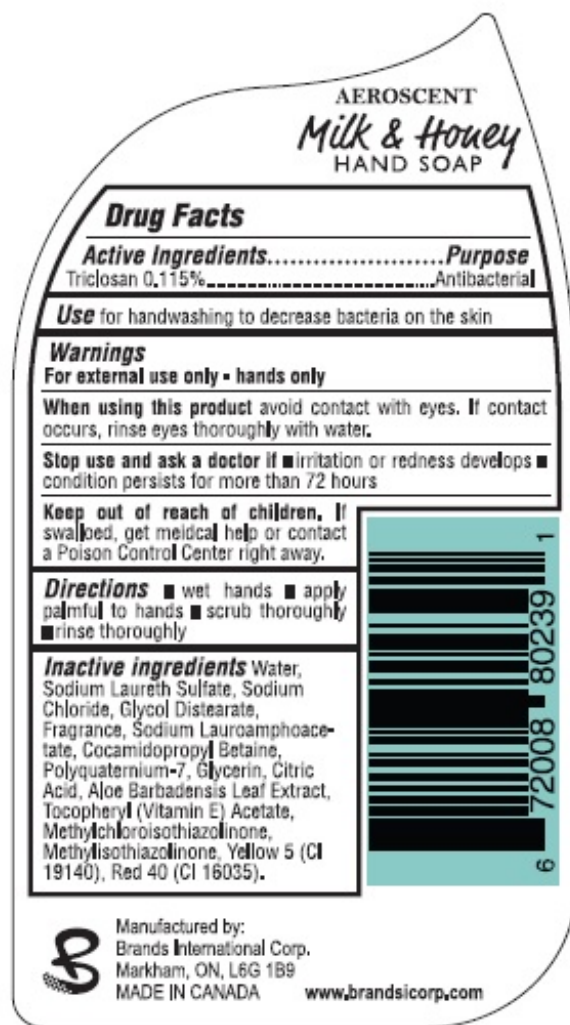 AEROSCENT
Milk & Honey
HAND SOAP
Drug Facts
Active Ingredients........................Purpose
Triclosan 0.115%........................Antibacterial
Use for handwashing to decrease bacteria on the skin
Warnings
For external use only ▪ hands only
When using this product avoid contact with eyes. If contact
occurs, rinse eyes thoroughly with water.
Stop use and ask a doctor if ■ irritation or redness develops ■
condition persists for more than 72 hours
Keep out of reach of children. If
swalloed, get meidcal help or contact
a Poison Control Center right away.
Directions ■ wet hands ■ apply
palmful to hands ■ scrub thoroughly
■ rinse thoroughly
Inactive ingredients Water,
Sodium Laureth Sulfate, Sodium
Chloride, Glycol Distearate,
Fragrance, Sodium Lauroamphoace-
tate, Cocamidopropyl Betaine,
Polyquaternium-7, Glycerin, Citric
Acid, Aloe Barbadensis Leaf Extract,
Tocopheryl (Vitamin E) Acetate,
Methylchloroisothiazolinone,
Methylisothiazolinone, Yellow 5 (CI
19140), Red 40 (CI 16035).
6 72008 80239 1
Manufactured by:
Brands International Corp.
Markham, ON, L6G 1B9
MADE IN CANADA www.brandsicorp.com